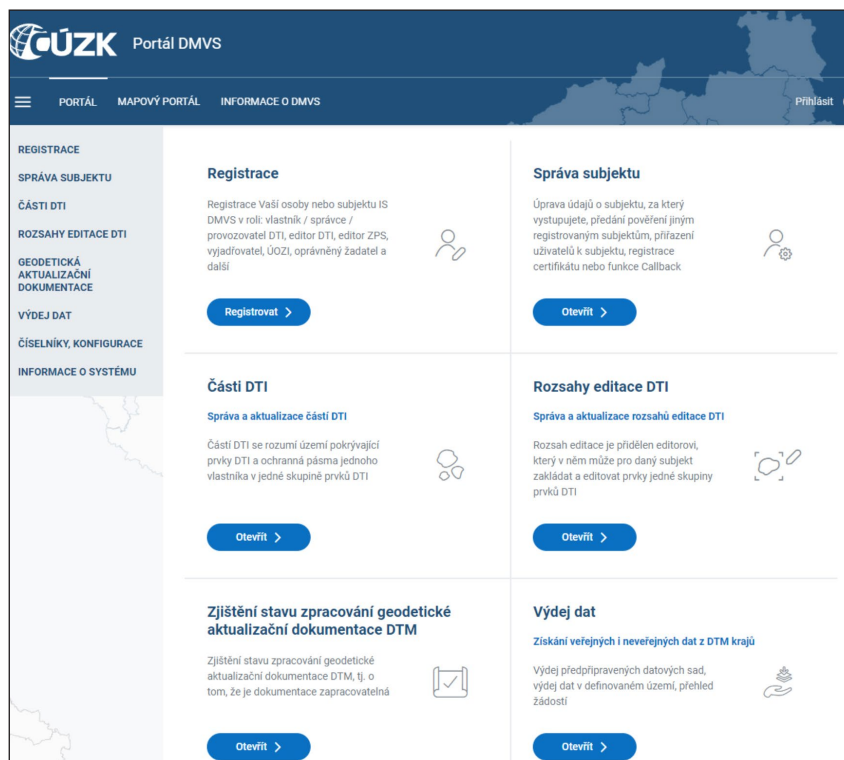 ČÚZK Portál DMVS
PORTÁL MAPOVÝ PORTÁL INFORMACE O DMVS Přihlásit
REGISTRACE
SPRÁVA SUBJEKTU
ČÁSTI DTI
ROZSAHY EDITACE DTI
GEODETICKÁ
AKTUALIZAČNÍ
DOKUMENTACE
VÝDEJ DAT
ČÍSELNÍKY, KONFIGURACE
INFORMACE O SYSTÉMU
Registrace
Registrace Vaší osoby nebo subjektu IS
DMVS v roli: vlastník / správce /
provozovatel DTI, editor DTI, editor ZPS,
vyjadřovatel, ÚOZI, oprávněný žadatel a
další
Registrovat
Správa subjektu
Úprava údajů o subjektu, za který
vystupujete, předání pověření jiným
registrovaným subjektům, přiřazení
uživatelů k subjektu, registrace
certifikátu nebo funkce Callback
Otevřít
Části DTI
Správa a aktualizace částí DTI
Částí DTI se rozumí území pokrývající
prvky DTI a ochranná pásma jednoho
vlastníka v jedné skupině prvků DTI
Otevřít
Rozsahy editace DTI
Správa a aktualizace rozsahů editace DTI
Rozsah editace je přidělen editorovi,
který v něm může pro daný subjekt
zakládat a editovat prvky jedné skupiny
prvků DTI
Otevřít
Zjištění stavu zpracování geodetické
aktualizační dokumentace DTM
Zjištění stavu zpracování geodetické
aktualizační dokumentace DTM, tj. o
tom, že je dokumentace zapracovatelná
Otevřít
Výdej dat
Získání veřejných i neveřejných dat z DTM krajů
Výdej předpřipravených datových sad,
výdej dat v definovaném území, přehled
žádostí
Otevřít